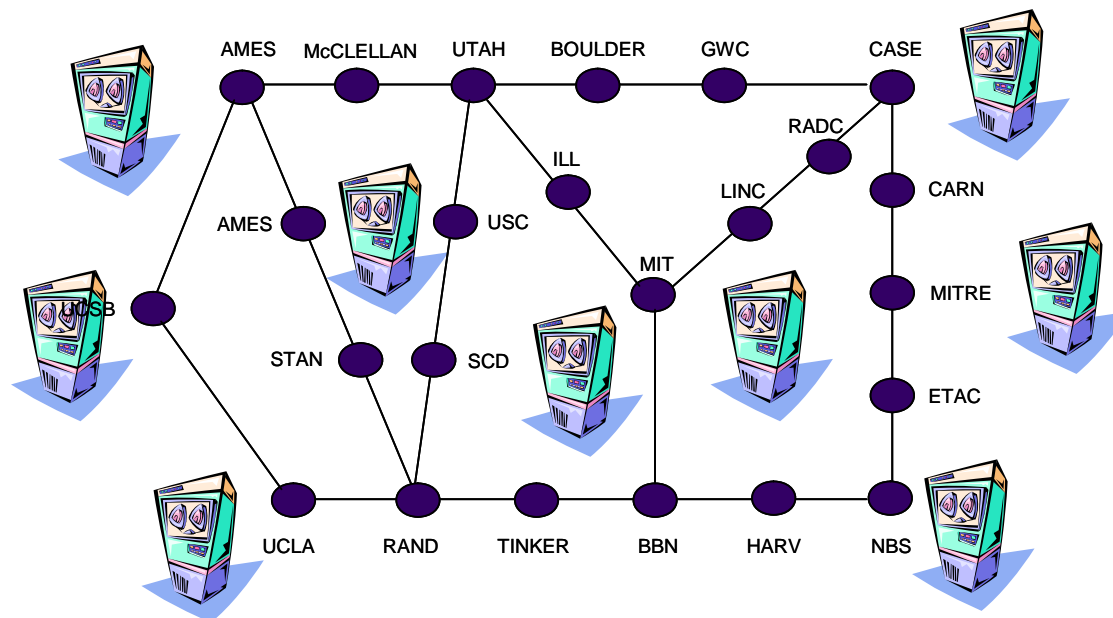 AMES
McCLELLAN
UTAH
BOULDER
GWC
CASE
RADC
ILL
LINC
CARN
AMES
USC
MIT
MITRE
UCSB
STAN
SCD
ETAC
UCLA
RAND
TINKER
BBN
HARV
NBS